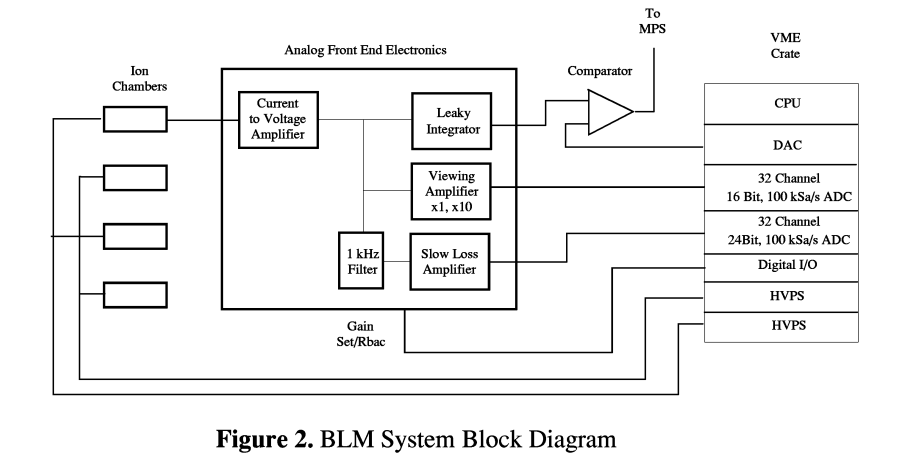 To
MPS
VME
Crate
Analog Front End Electronics
Ion
Chambers
Comparator
Current
to Voltage
Amplifier
Leaky
Integrator
CPU
DAC
Viewing
Amplifier
x1, x10
32 Channel
16 Bit, 100 kSa/s ADC
32 Channel
24Bit, 100 kSa/s ADC
1 kHz
Filter
Slow Loss
Amplifier
Digital I/O
HVPS
HVPS
Gain
Set/Rbac
Figure 2. BLM System Block Diagram